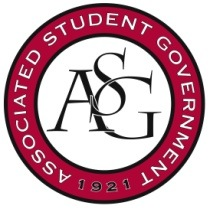 ASSOCIATED STUDENT GOVERNMENT
ASG
1921